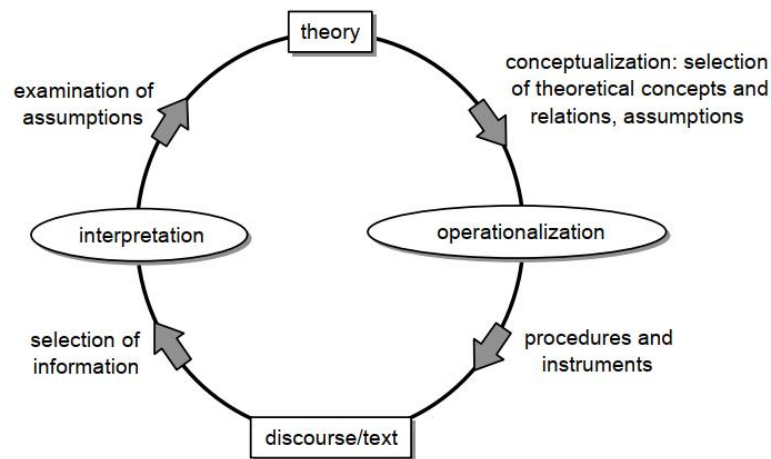 theory
conceptualization: selection
of theoretical concepts and
relations, assumptions
examination of
assumptions
interpretation
operationalization
selection of
information
procedures and
instruments
discourse/text